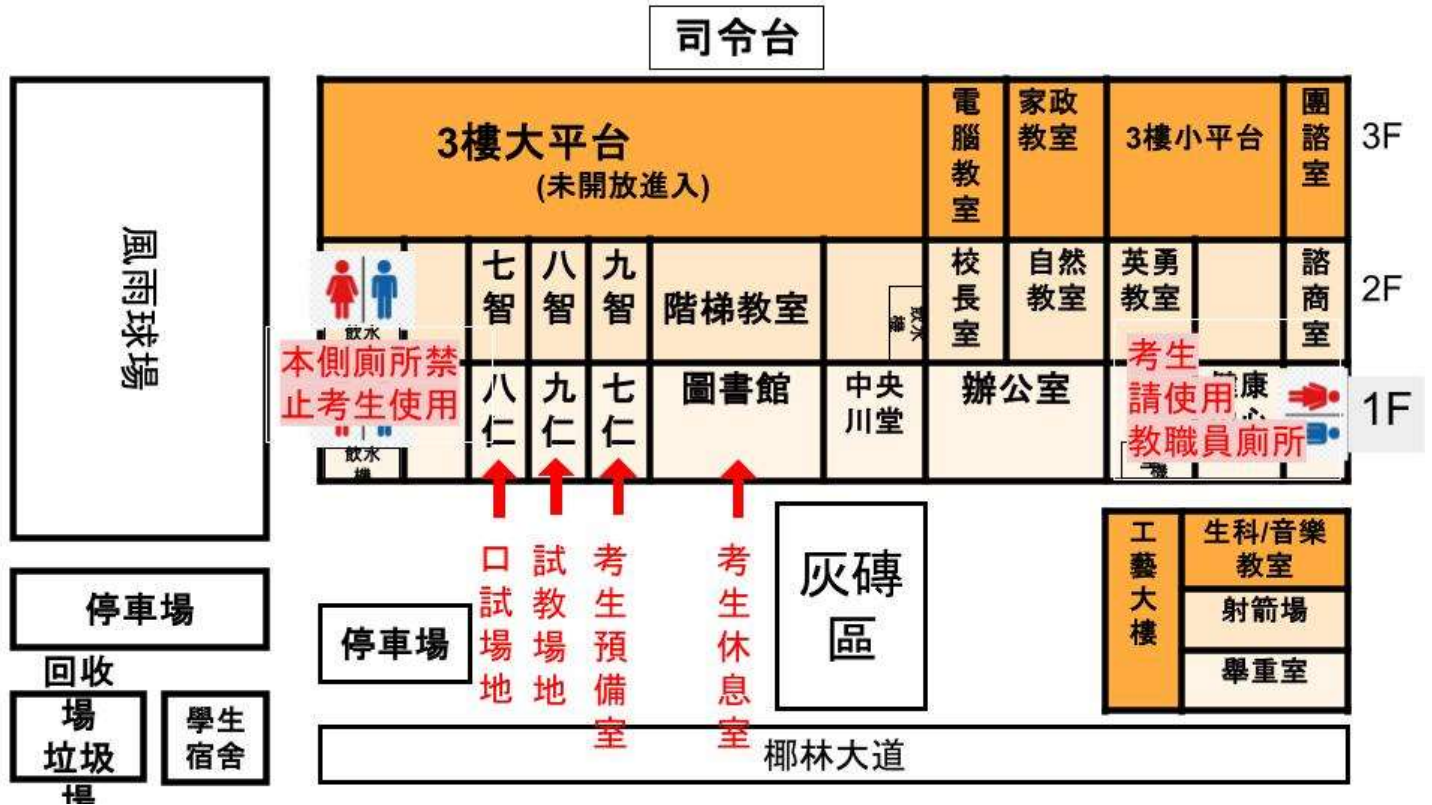 司令台
3樓大平台
(未開放進入)
電腦教室
家政
教室
3樓小平台
團諮室
3F
風雨球場
七智
八智
九智
階梯教室
飲水機
校長室
自然
教室
英勇
教室
諮商室
2F
飲水
本側廁所禁
止考生使用
飲水
機
八仁
九仁
七仁
圖書館
中央
川堂
辦公室
考生
請使用
教職員廁所
康
1F
口試場地
試教場地
考生預備室
考生休息室
灰磚
區
工藝大樓
生科/音樂
教室
射箭場
舉重室
停車場
停車場
回收
場
垃圾
場
學生
宿舍
椰林大道